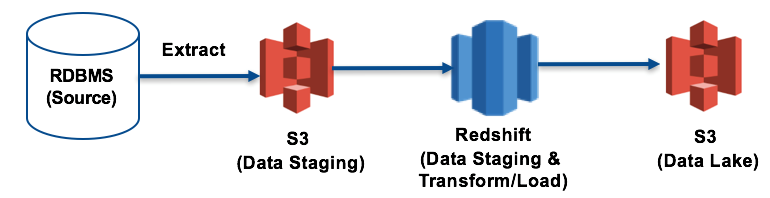 Extract
RDBMS
(Source)
S3
(Data Staging)
Redshift
(Data Staging &
Transform/Load)
S3
(Data Lake)